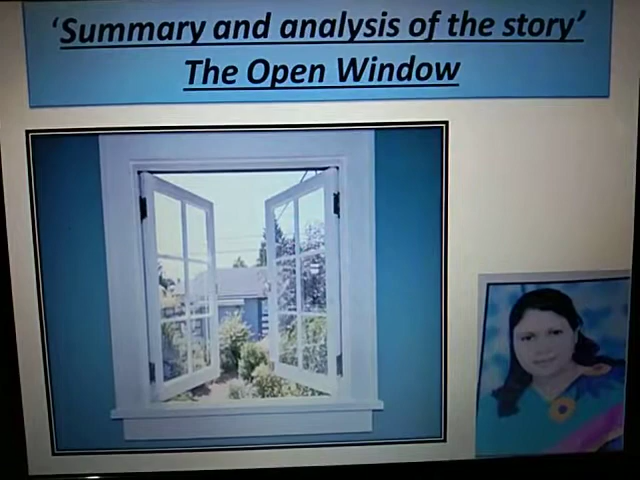 ‘Summary and analysis of the story’
The Open Window